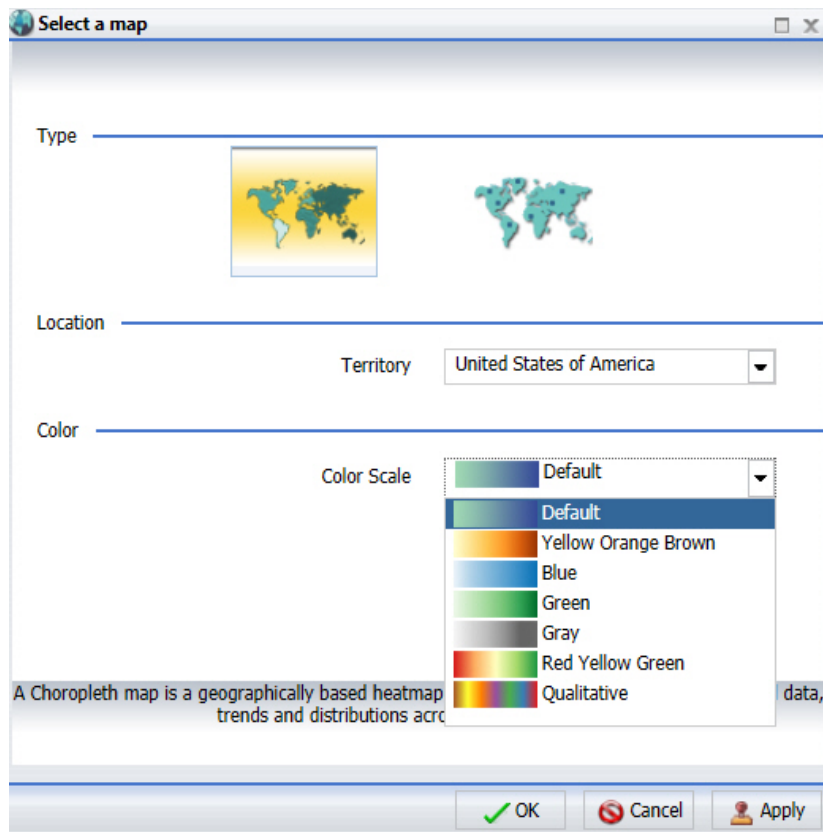 Select a map
Type
Location
Territory United States of America
Color
Color Scale Default
Default
Yellow Orange Brown
Blue
Green
Gray
Red Yellow Green
Qualitative
A Choropleth map is a geographically based heatmap data,
trends and distributions
OK Cancel Apply